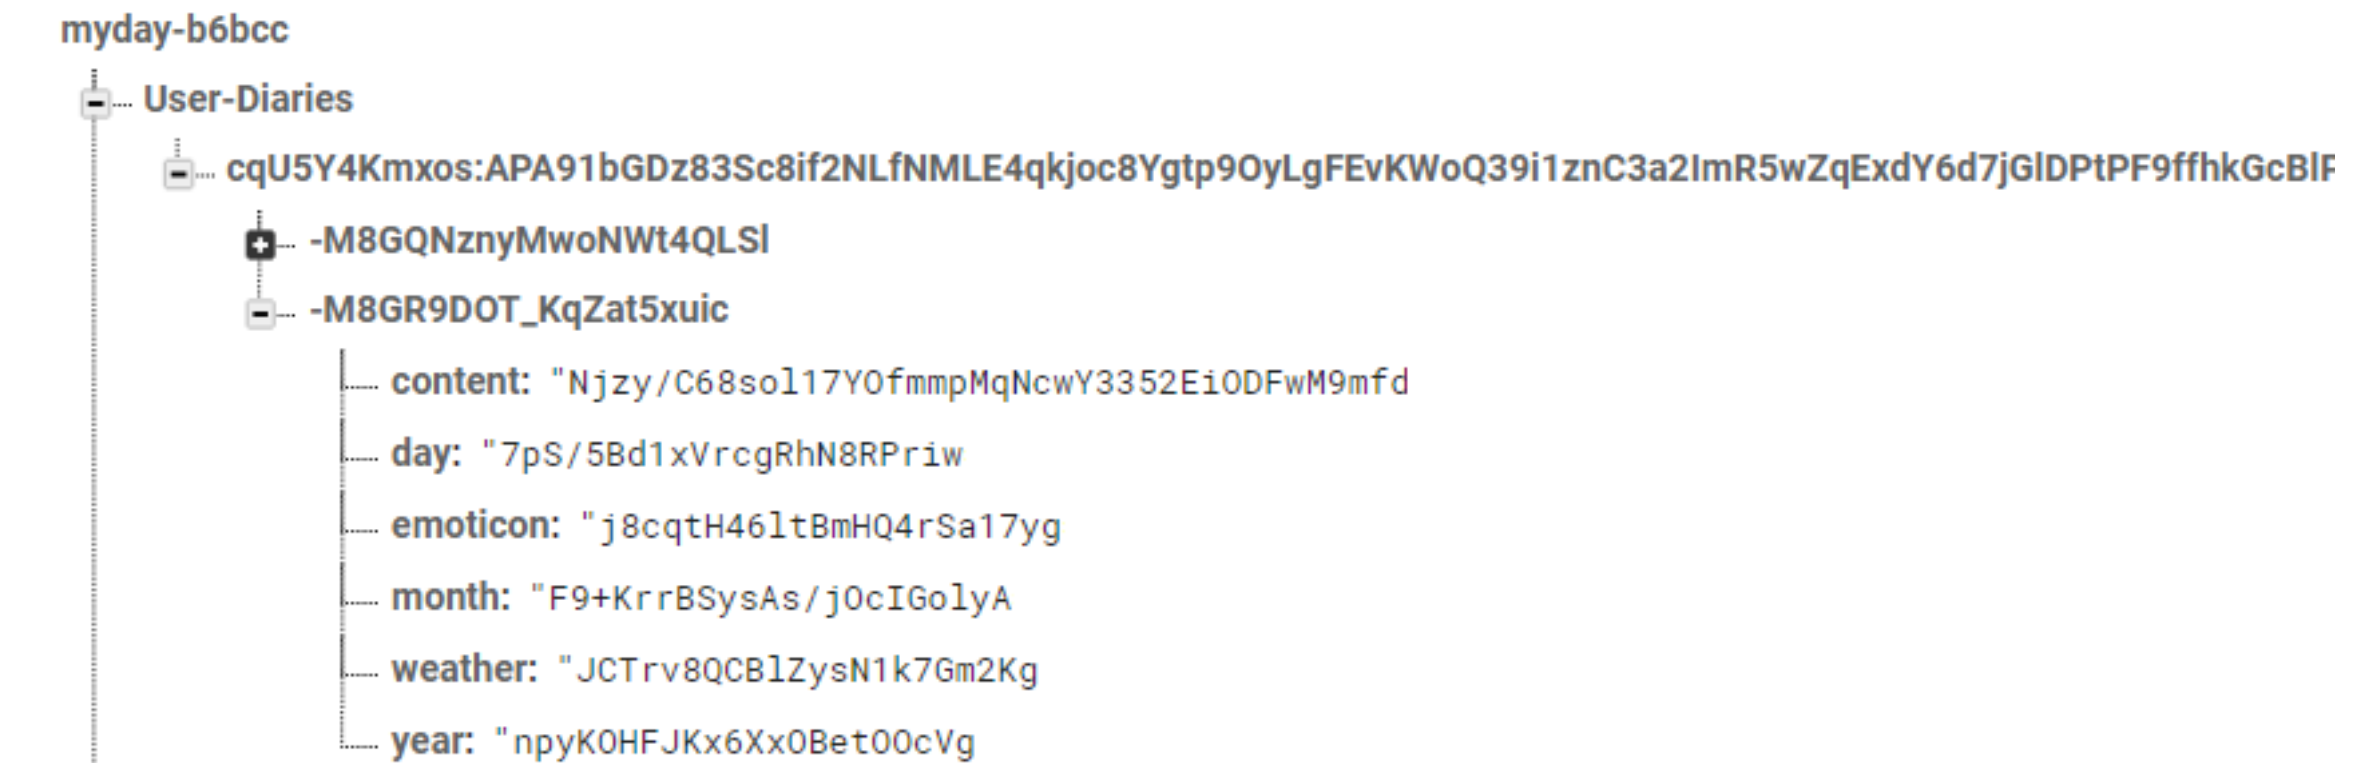 myday-b6bcc
User-Diaries
cqU5Y4Kmxos:APA91bGDz83Sc8if2NLfNMLE4qkjoc8Ygtp9OyLgFEvKWoQ39i1znC3a2ImR5wZqExdY6d7jGlDPtPF9ffhkGcBlF
-M8GQNznyMwoNWt4QLSl
-M8GR9DOT_KqZat5xuic
content: "Njzy/C68sol17YOfmmpMqNcwY3352EiODFwM9mfd
day: "7pS/5Bd1xVrcgRhN8RPriw
emoticon: "j8cqtH46ltBmHQ4rSa17yg
month: "F9+KrrBSysAs/jOcIGolyA
weather: "JCTrv8QCBlZysN1k7Gm2Kg
year: "npyKOHFJKx6XxOBetOOcVg